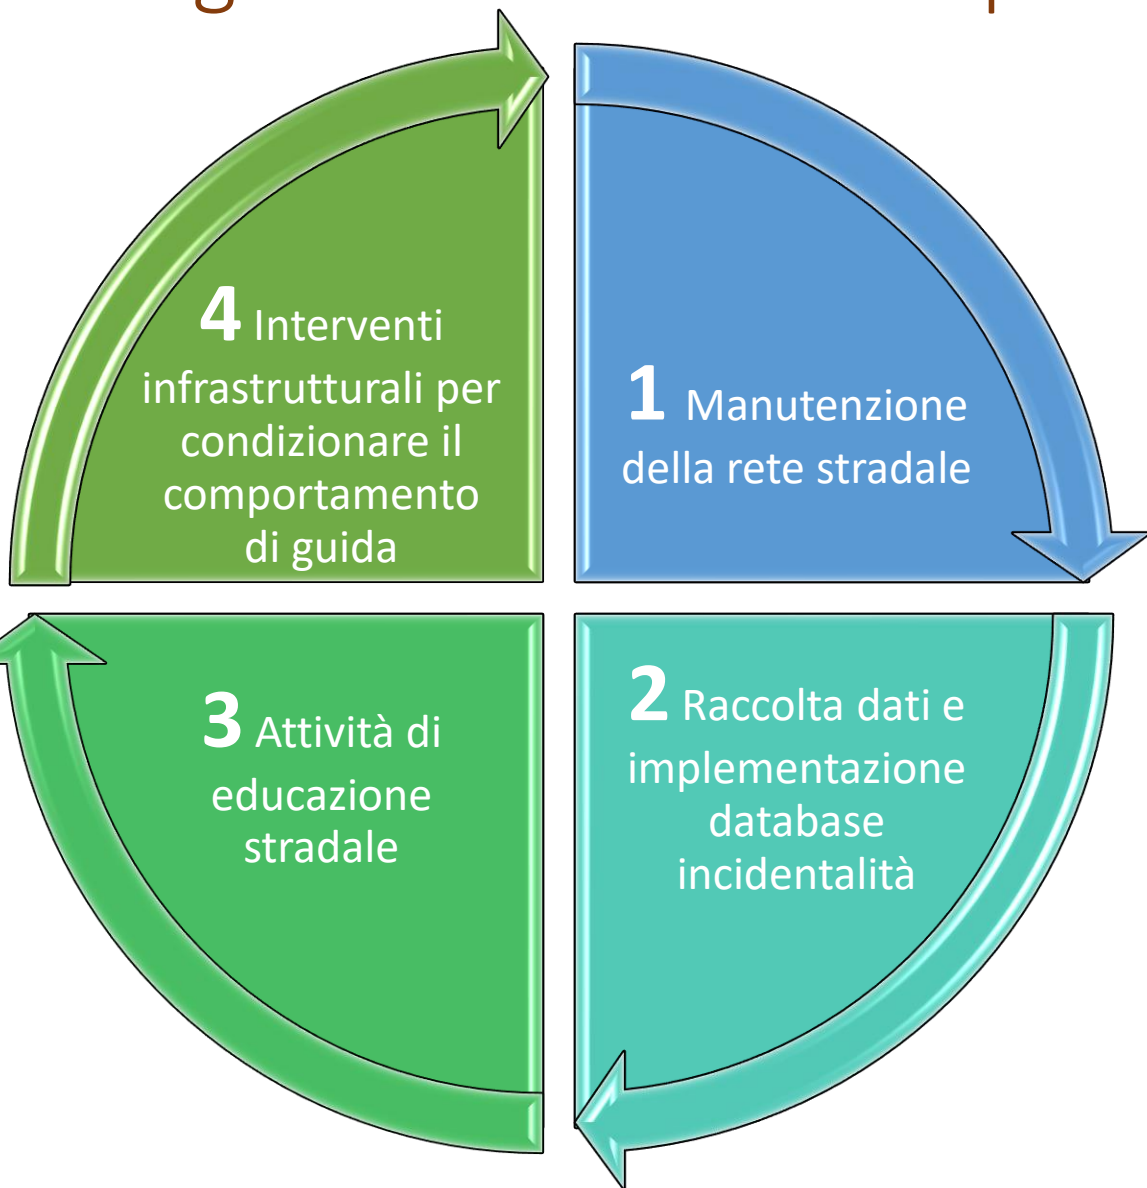 1 Manutenzione
della rete stradale
2 Raccolta dati e
implementazione
database
incidentalità
3 Attività di
educazione
stradale
4 Interventi
infrastrutturali per
condizionare il
comportamento
di guida